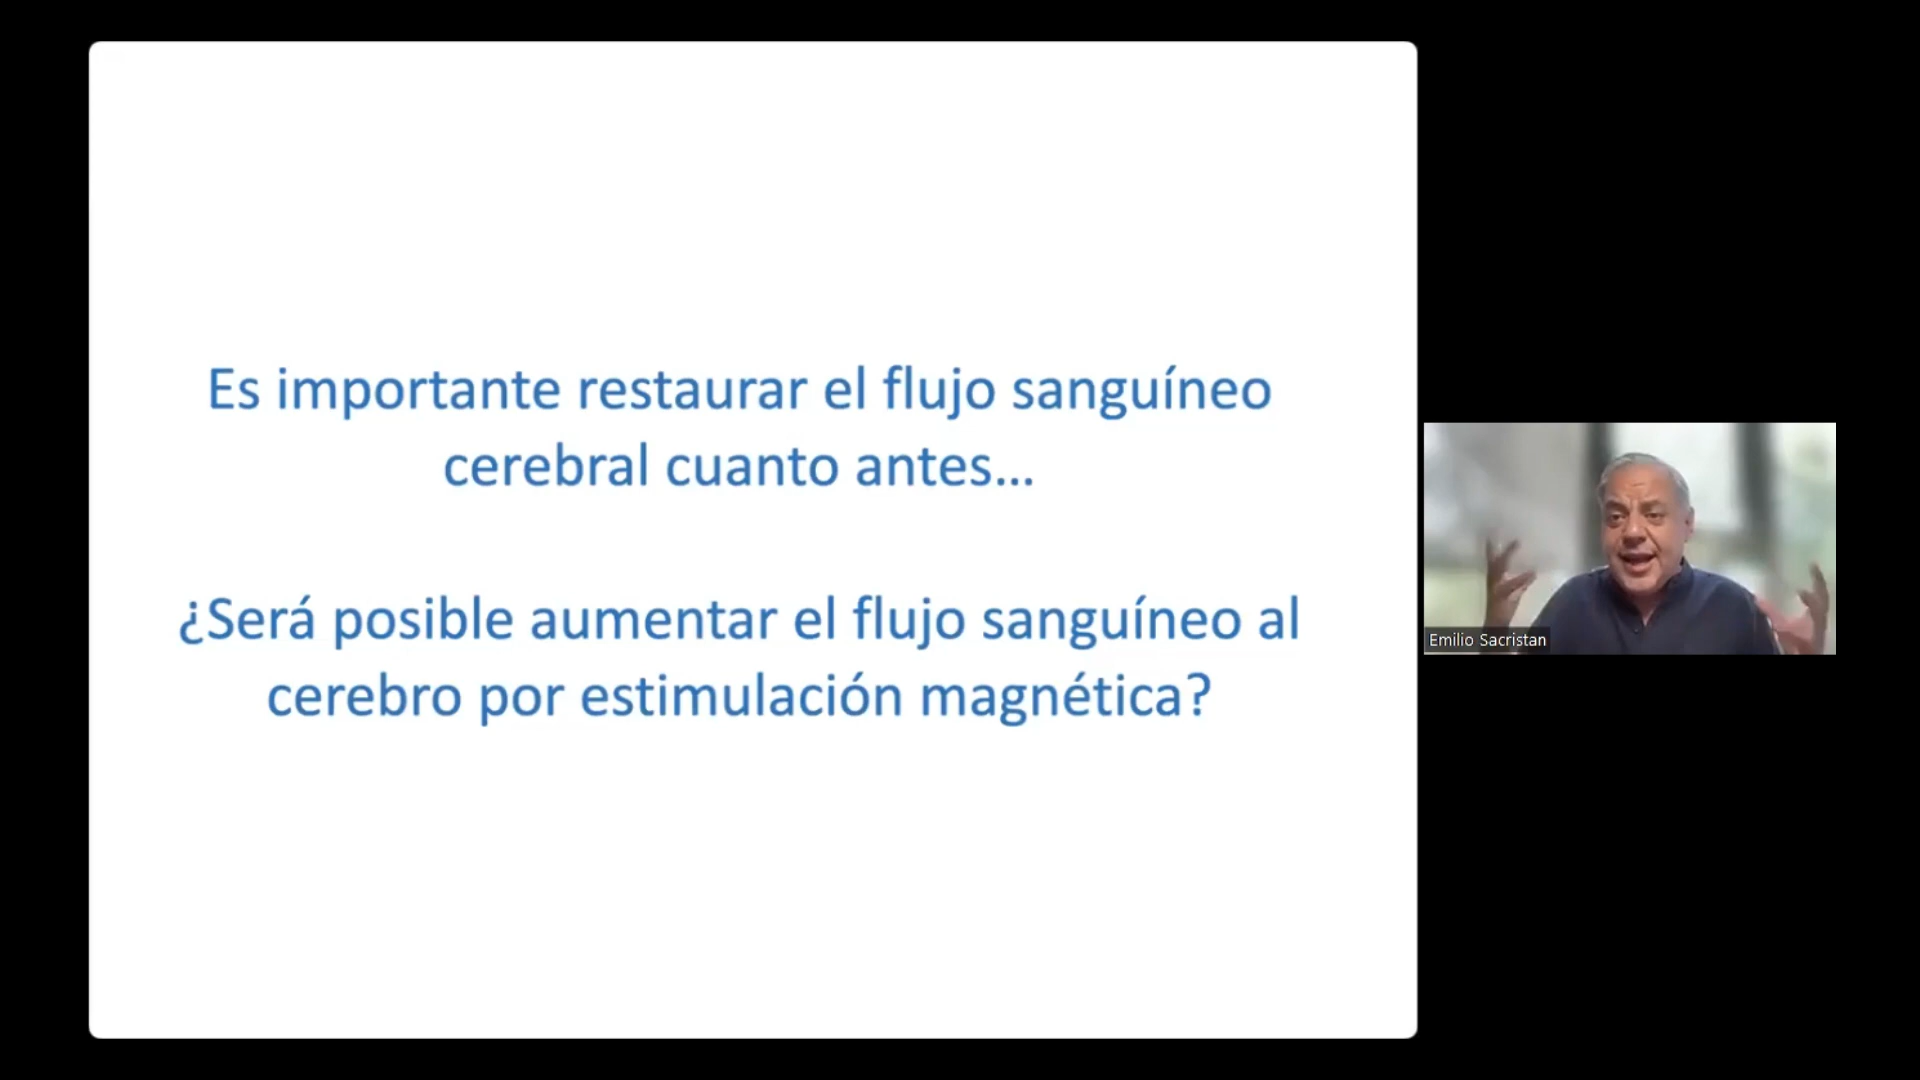 Es importante restaurar el flujo sanguíneo
cerebral cuanto antes...
¿Será posible aumentar el flujo sanguíneo al
cerebro por estimulación magnética?
Emilio Sacristan